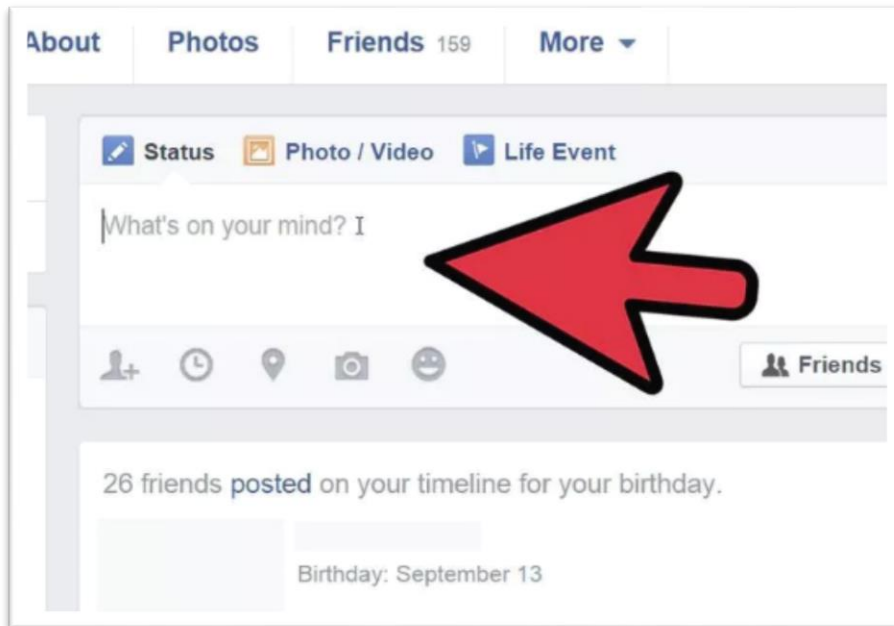 About Photos Friends 159 More
Status Photo / Video Life Event
What's on your mind?
Friends
26 friends posted on your timeline for your birthday.
Birthday: September 13